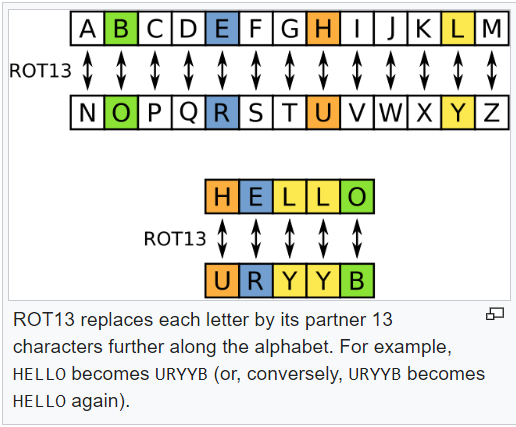 A B C D E F G H I J K L M
ROT13
N O P Q R S T U V W X Y Z
H E L L O
ROT13
U R Y Y B
ROT13 replaces each letter by its partner 13
characters further along the alphabet. For example,
HELLO becomes URYYB (or, conversely, URYYB becomes
HELLO again).